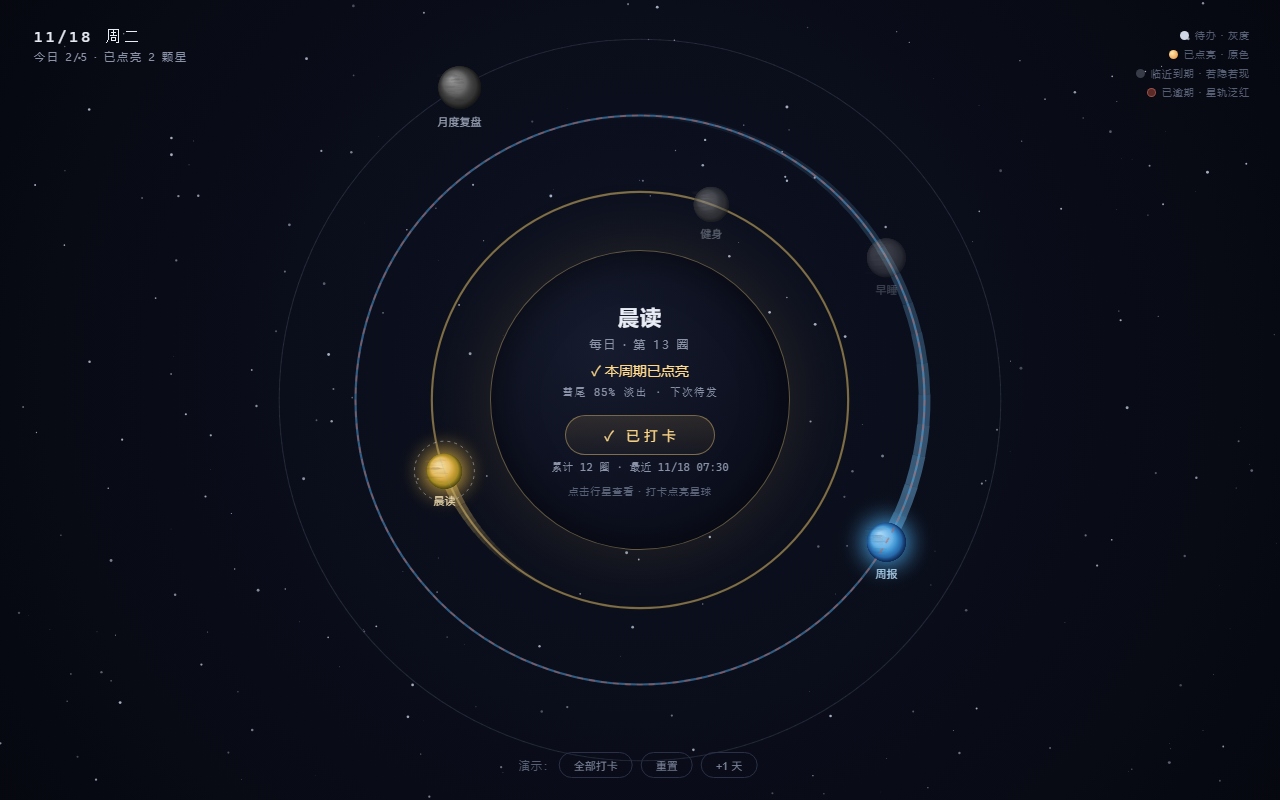 11/18 周二
今日 2/5 · 已点亮 2 颗星
待办 · 灰度
已点亮 · 原色
临近到期 · 若隐若现
已逾期 · 星轨泛红
月度复盘
健身
早睡
晨读
每日 · 第 13 圈
✓ 本周期已点亮
彗尾 85% 淡出 · 下次待发
✓ 已打卡
累计 12 圈 · 最近 11/18 07:30
点击行星查看 · 打卡点亮星球
晨读
周报
演示: 全部打卡 重置 +1 天